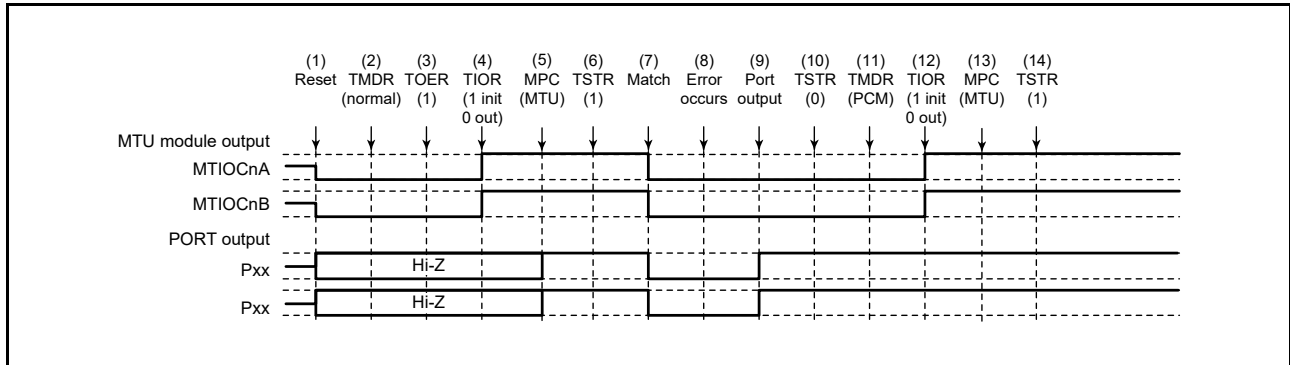 (1) (2) (3) (4) (5) (6) (7) (8) (9) (10) (11) (12) (13) (14)
Reset TMDR TOER TIOR MPC TSTR Match Error Port TSTR TMDR TIOR MPC TSTR
(normal) (1) (1 init (MTU) (1) occurs output (0) (PCM) (1 init (MTU) (1)
0 out) 0 out)
MTU module output
MTIOCnA
MTIOCnB
PORT output
Pxx Hi-Z
Pxx Hi-Z